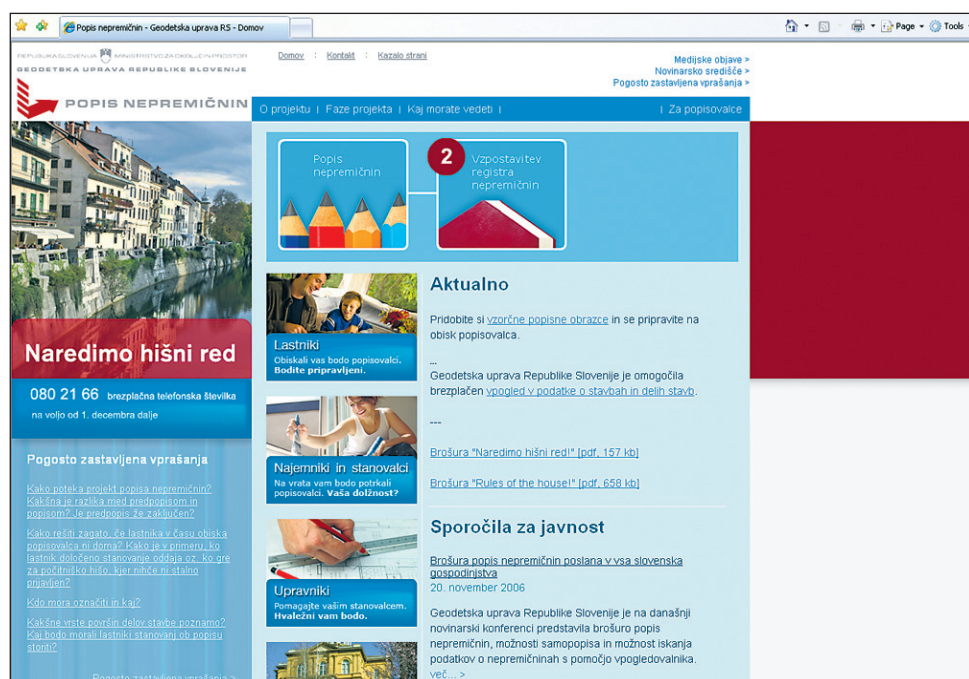 Popis nepremičnin - Geodetska uprava RS - Domov
Page
Tools
REPUBLIKA SLOVENIJA MINISTRSTVO ZA OKOLJE IN PROSTOR
GEODETSKA UPRAVA REPUBLIKE SLOVENIJE
POPIS NEPREMIČNIN
Domov : Kontakt : Kazalo strani
Medijske objave >
Novinarsko središče >
Pogosto zastavljena vprašanja >
O projektu | Faze projekta | Kaj morate vedeti |
| Za popisovalce
Popis
nepremičnin
2
Vzpostavitev
registra
nepremičnin
Naredimo hišni red
080 21 66 brezplačna telefonska številka
na voljo od 1. decembra dalje
Pogosto zastavljena vprašanja
Kako poteka projekt popisa nepremičnin?
Kakšna je razlika med predpopisom in
popisom? Je predpopis že zaključen?
Kako rešiti zagato, če lastnika v času obiska
popisovalca ni doma? Kako je v primeru, ko
lastnik določeno stanovanje oddaja oz. ko gre
za počitniško hišo, kjer nihče ni stalno
prijavljen?
Kdo mora označiti in kaj?
Kakšne vrste površin delov stavbe poznamo?
Kaj bodo morali lastniki stanovanj ob popisu
storiti?
Pogosto zastavljena vprašanja >
Lastniki
Obiskali vas bodo popisovalci.
Bodite pripravljeni.
Najemniki in stanovalci
Na vrata vam bodo potrkali
popisovalci. Vaša dolžnost?
Upravniki
Pomagajte vašim stanovalcem.
Hvaležni vam bodo.
Aktualno
Pridobite si vzorčne popisne obrazce in se pripravite na
obisk popisovalca.
...
Geodetska uprava Republike Slovenije je omogočila
brezplačen vpogled v podatke o stavbah in delih stavb.
---
Brošura "Naredimo hišni red!" [pdf, 157 kb]
Brošura "Rules of the house!" [pdf, 658 kb]
Sporočila za javnost
Brošura popis nepremičnin poslana v vsa slovenska
gospodinjstva
20. november 2006
Geodetska uprava Republike Slovenije je na današnji
novinarski konferenci predstavila brošuro popis
nepremičnin, možnosti samopopisa in možnost iskanja
podatkov o nepremičninah s pomočjo vpogledovalnika.
več... >